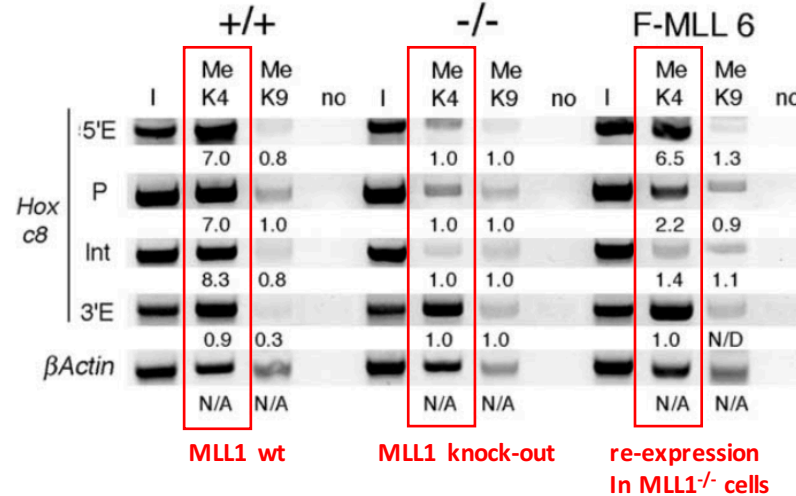 +/+ -/- F-MLL 6
Me Me Me Me Me Me
I K4 K9 no I K4 K9 no I K4 K9 no
5'E
7.0 0.8 1.0 1.0 6.5 1.3
P
7.0 1.0 1.0 1.0 2.2 0.9
Hox
c8
Int
8.3 0.8 1.0 1.0 1.4 1.1
3'E
0.9 0.3 1.0 1.0 1.0 N/D
βActin
N/A N/A N/A N/A N/A N/A
MLL1 wt MLL1 knock-out re-expression
In MLL1-/- cells